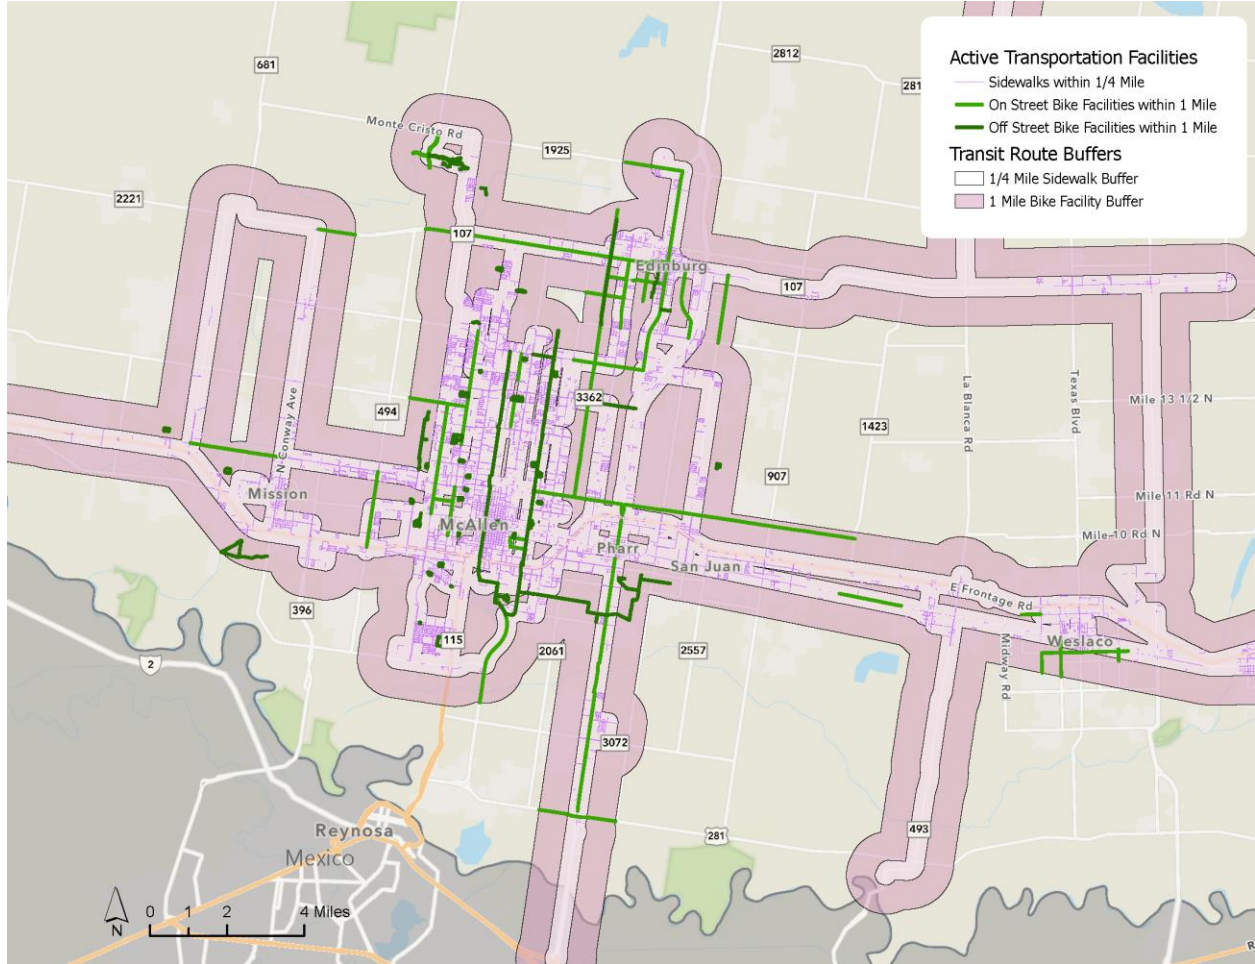 Active Transportation Facilities
Sidewalks within 1/4 Mile
On Street Bike Facilities within 1 Mile
Off Street Bike Facilities within 1 Mile
Transit Route Buffers
1/4 Mile Sidewalk Buffer
1 Mile Bike Facility Buffer
2812
281
681
Monte Cristo Rd
1925
2221
107
Edinburg
107
N Conway Ave
494
3362
La Blanca Rd
Texas Blvd
Mile 13 1/2 N
1423
907
Mission
McAllen
Mile 11 Rd N
Mile 10 Rd N
Pharr
San Juan
E Frontage Rd
396
115
2061
2557
Midway Rd
Weslaco
2
3072
Reynosa
Mexico
281
493
N
0 1 2 4 Miles